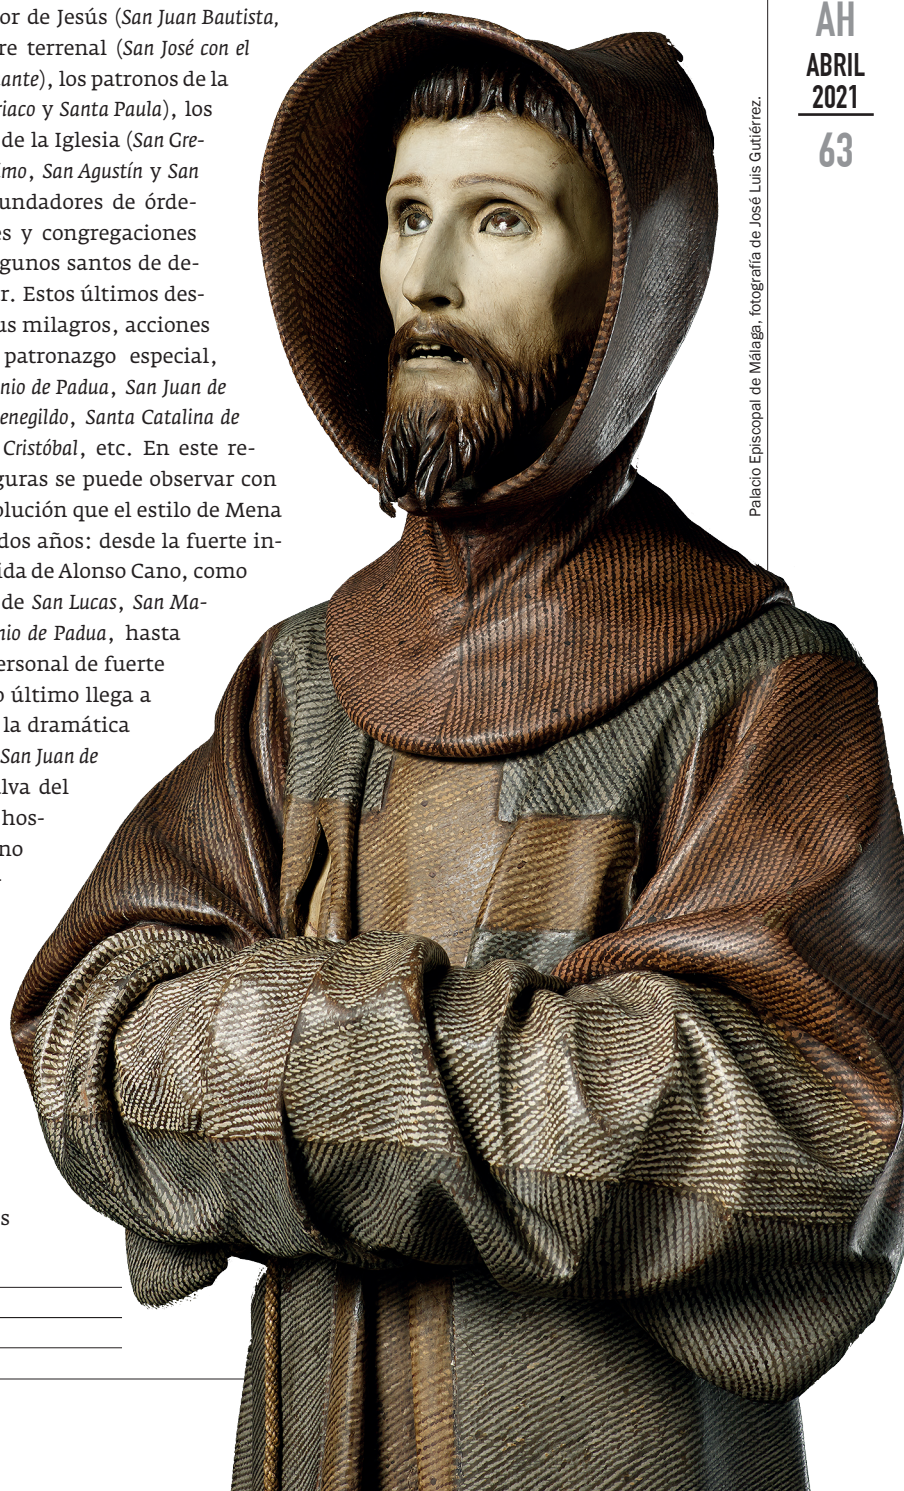 or de Jesús (San Juan Bautista,
re terrenal (San José con el
ante), los patronos de la
riaco y Santa Paula), los
de la Iglesia (San Gre-
imo, San Agustín y San
undadores de órde-
es y congregaciones
gunos santos de de-
r. Estos últimos des-
us milagros, acciones
patronazgo especial,
nio de Padua, San Juan de
enegildo, Santa Catalina de
Cristóbal, etc. En este re-
guras se puede observar con
olución que el estilo de Mena
dos años: desde la fuerte in-
ida de Alonso Cano, como
de San Lucas, San Ma-
nio de Padua, hasta
ersonal de fuerte
o último llega a
la dramática
San Juan de
lva del
hos-
no
s
Palacio Episcopal de Málaga, fotografía de José Luis Gutiérrez.
AH
ABRIL
2021
63